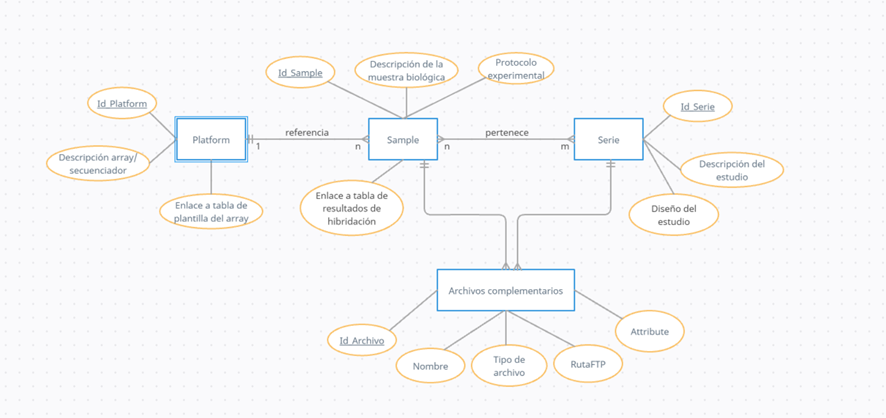 Id_Sample
Descripción de la
muestra biológica
Protocolo
experimental
Id_Platform
Id_Serie
Platform
referencia
1
n
Sample
pertenece
n
m
Serie
Descripción array/
secuenciador
Descripción del
estudio
Enlace a tabla de
plantilla del array
Enlace a tabla de
resultados de
hibridación
Diseño del
estudio
Archivos complementarios
Id_Archivo
Nombre
Tipo de
archivo
RutaFTP
Attribute